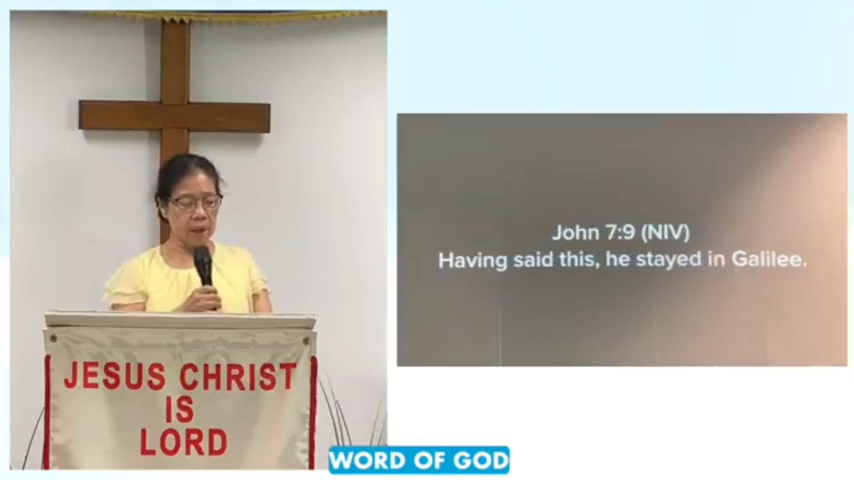 JESUS CHRIST
IS
LORD
John 7:9 (NIV)
Having said this, he stayed in Galilee.
WORD OF GOD